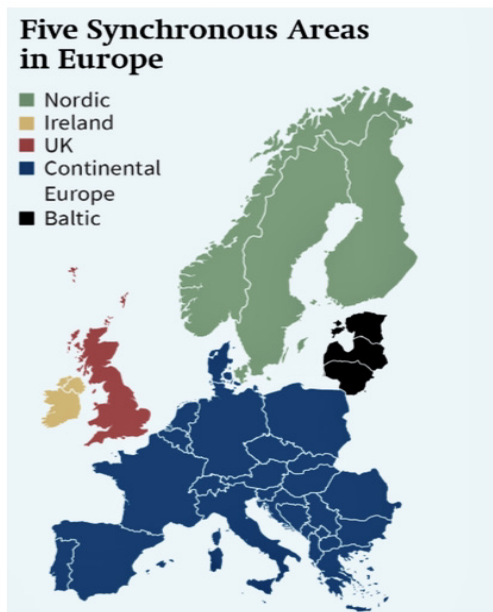 Five Synchronous Areas
in Europe
Nordic
Ireland
UK
Continental
Europe
Baltic